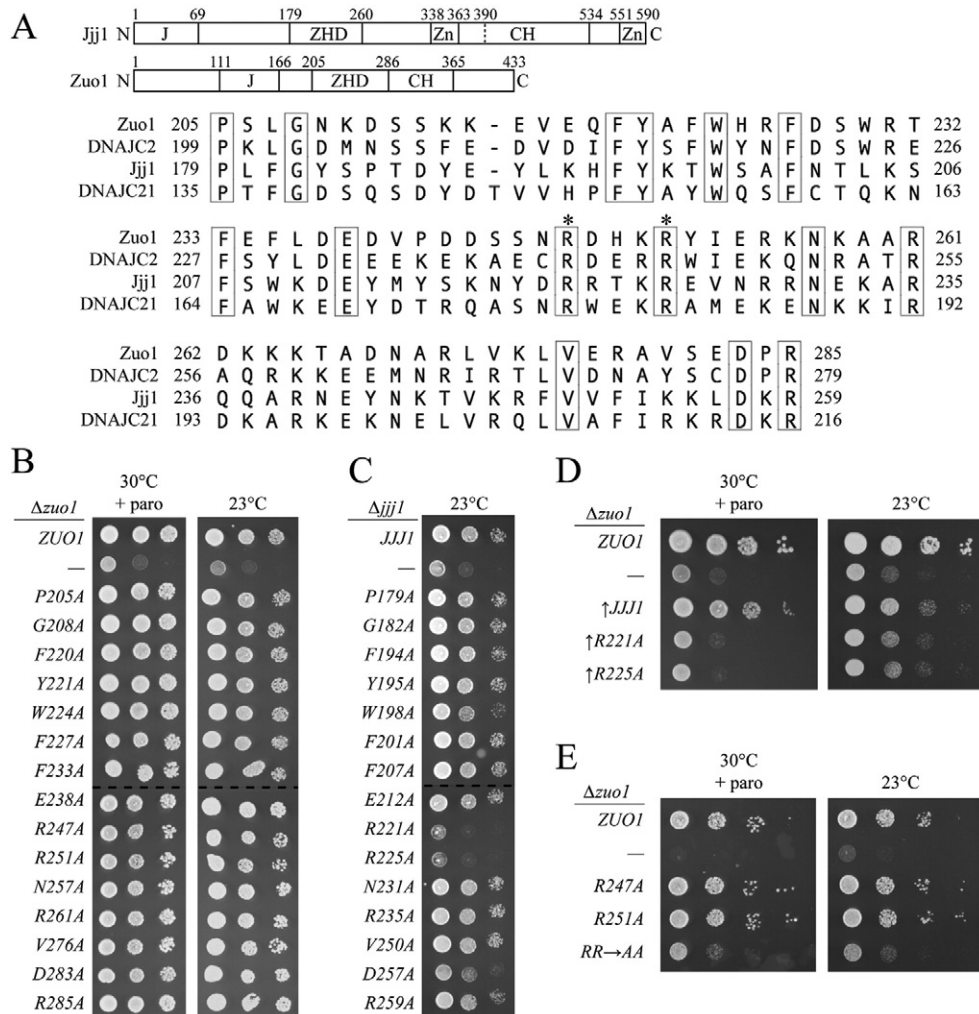 A
1 69 179 260 338 363 390 534 551 590
Jjj1 N J ZHD Zn CH Zn C
1 111 166 205 286 365 433
Zuo1 N J ZHD CH C
Zuo1 205 P S L G N K D S S K K - E V E Q F Y A F W H R F D S W R T 232
DNAJC2 199 P K L G D M N S S F E - D V D I F Y S F W Y N F D S W R E 226
Jjj1 179 P L F G Y S P T D Y E - Y L K H F Y K T W S A F N T L K S 206
DNAJC21 135 P T F G D S Q S D Y D T V V H P F Y A Y W Q S F C T Q K N 163
* *
Zuo1 233 F E F L D E D V P D D S S N R D H K R Y I E R K N K A A R 261
DNAJC2 227 F S Y L D E E E K E K A E C R D E R R W I E K Q N R A T R 255
Jjj1 207 F S W K D E Y M Y S K N Y D R R T K R E V N R R N E K A R 235
DNAJC21 164 F A W K E E Y D T R Q A S N R W E K R A M E K E N K K I R 192
Zuo1 262 D K K K T A D N A R L V K L V E R A V S E D P R 285
DNAJC2 256 A Q R K K E E M N R I R T L V D N A Y S C D P R 279
Jjj1 236 Q Q A R N E Y N K T V K R F V V F I K K L D K R 259
DNAJC21 193 D K A R K E K N E L V R Q L V A F I R K R D K R 216
B
30°C
+ paro
23°C
Δzuo1
ZUO1
—
P205A
G208A
F220A
Y221A
W224A
F227A
F233A
E238A
R247A
R251A
N257A
R261A
V276A
D283A
R285A
C
23°C
Δjjj1
JJJ1
—
P179A
G182A
F194A
Y195A
W198A
F201A
F207A
E212A
R221A
R225A
N231A
R235A
V250A
D257A
R259A
D
30°C
+ paro
23°C
Δzuo1
ZUO1
—
↑JJJ1
↑R221A
↑R225A
E
30°C
+ paro
23°C
Δzuo1
ZUO1
—
R247A
R251A
RR→AA